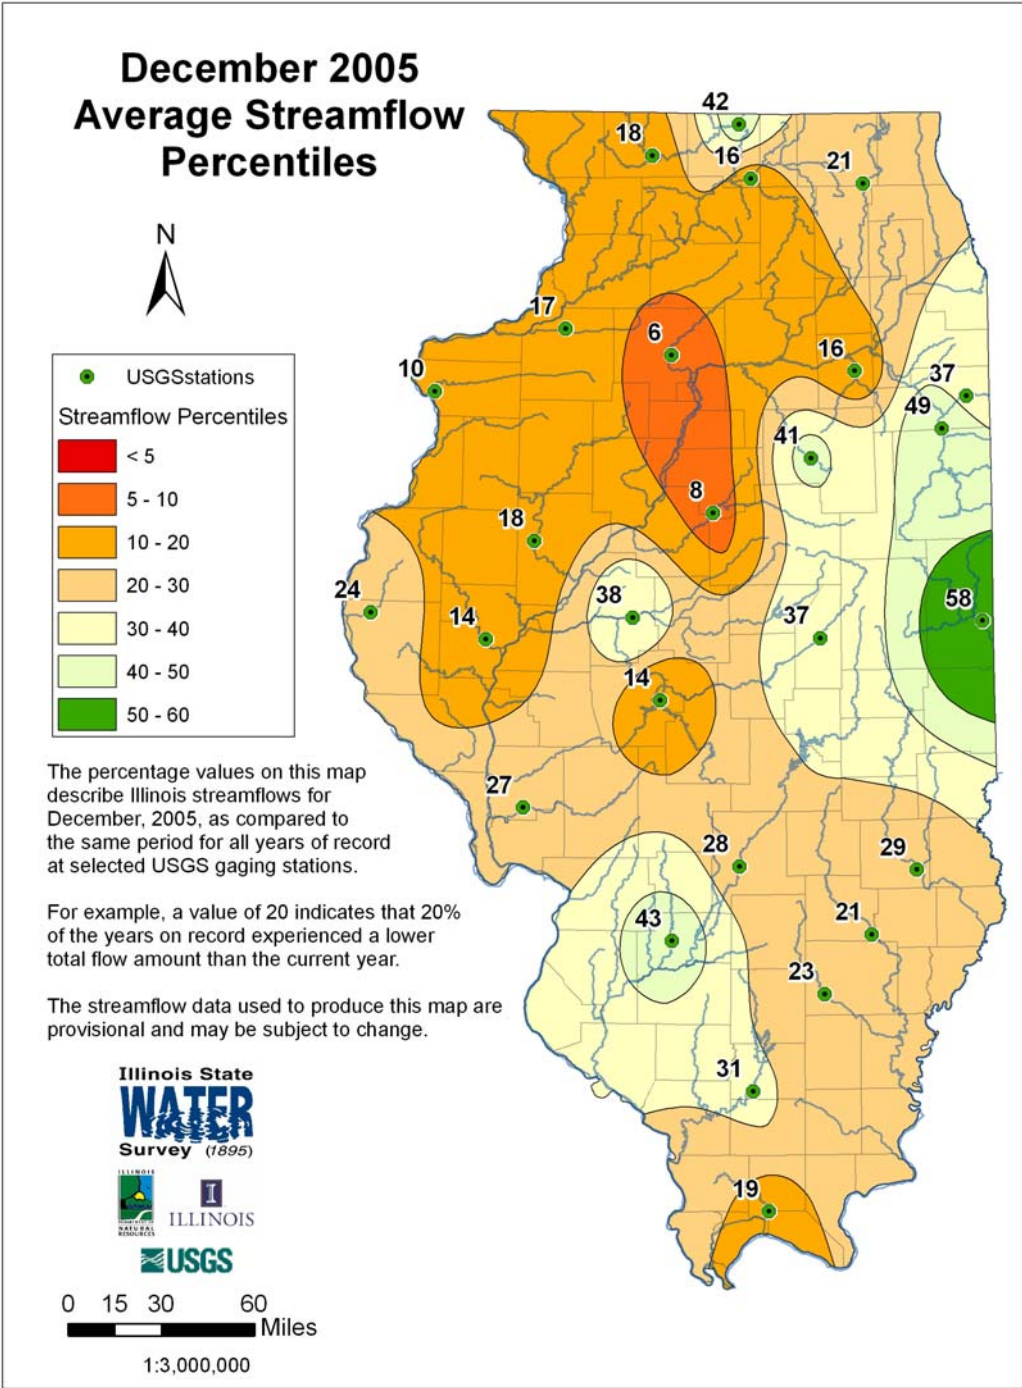 December 2005
Average Streamflow
Percentiles
N
USGSstations
Streamflow Percentiles
< 5
5 - 10
10 - 20
20 - 30
30 - 40
40 - 50
50 - 60
42
18
16
21
17
6
16
10
37
49
41
8
18
24
38
58
14
37
14
27
28
29
43
21
23
31
19
The percentage values on this map
describe Illinois streamflows for
December, 2005, as compared to
the same period for all years of record
at selected USGS gaging stations.
For example, a value of 20 indicates that 20%
of the years on record experienced a lower
total flow amount than the current year.
The streamflow data used to produce this map are
provisional and may be subject to change.
Illinois State
WATER
Survey (1895)
ILLINOIS
DEPARTMENT OF
NATURAL
RESOURCES
I
ILLINOIS
USGS
0 15 30 60
Miles
1:3,000,000